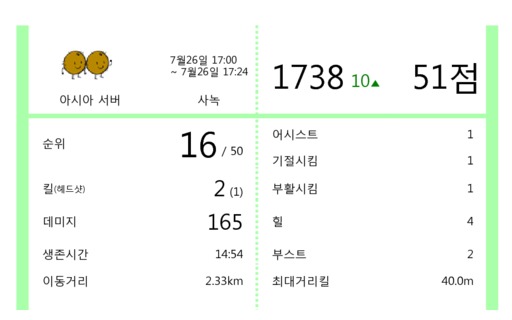 7월26일 17:00
~ 7월26일 17:24
아시아 서버
사녹
1738 10▲ 51점
순위 16 / 50
킬(헤드샷) 2 (1)
데미지 165
생존시간 14:54
이동거리 2.33km
어시스트 1
기절시킴 1
부활시킴 1
힐 4
부스트 2
최대거리킬 40.0m